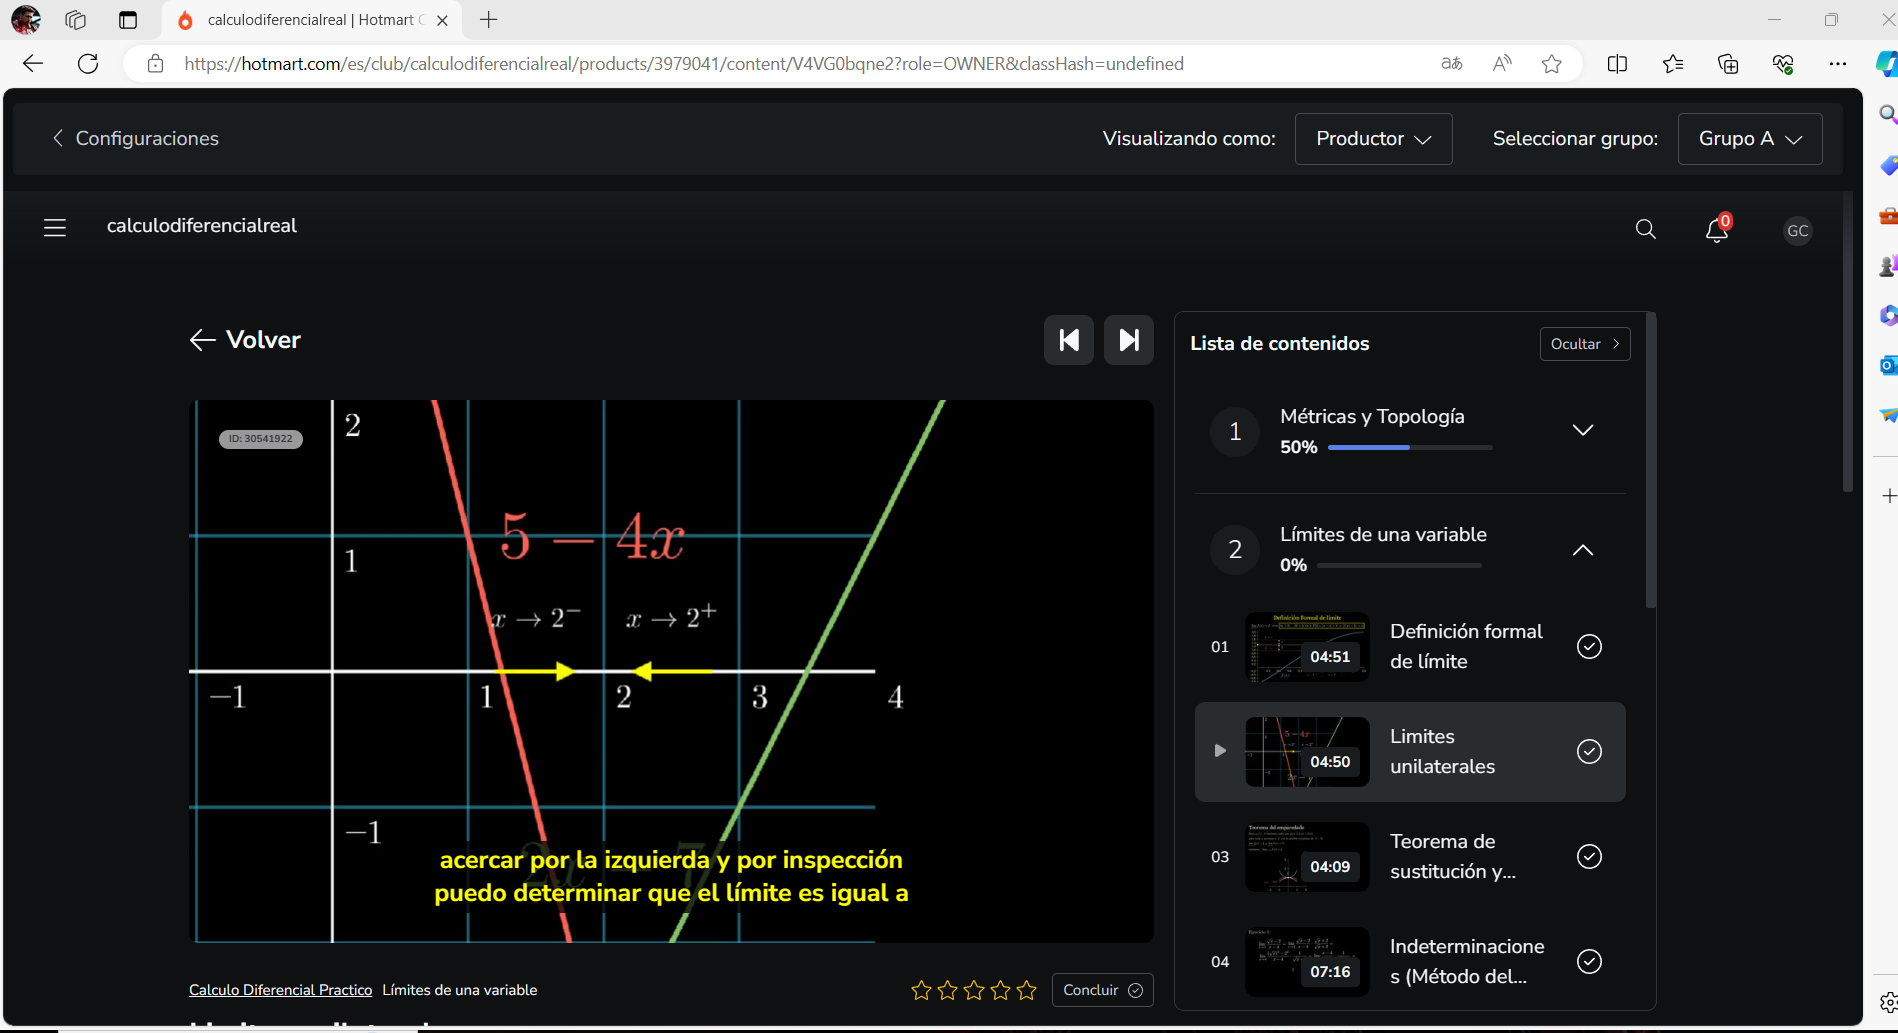 calculodiferencialreal | Hotmart C
https://hotmart.com/es/club/calculodiferencialreal/products/3979041/content/V4VG0bqne2?role=OWNER&classHash=undefined
Configuraciones
Visualizando como:
Productor
Seleccionar grupo:
Grupo A
calculodiferencialreal
0
GC
Volver
ID: 30541922
2
5 − 4x
1
x → 2⁻
x → 2⁺
−1
1
2
3
4
−1
acercar por la izquierda y por inspección
puedo determinar que el límite es igual a
Calculo Diferencial Practico
Límites de una variable
Concluir
Lista de contenidos
Ocultar
1
Métricas y Topología
50%
2
Límites de una variable
0%
01
04:51
Definición formal
de límite
04:50
Limites
unilaterales
03
04:09
Teorema de
sustitución y...
04
07:16
Indeterminacione
s (Método del...